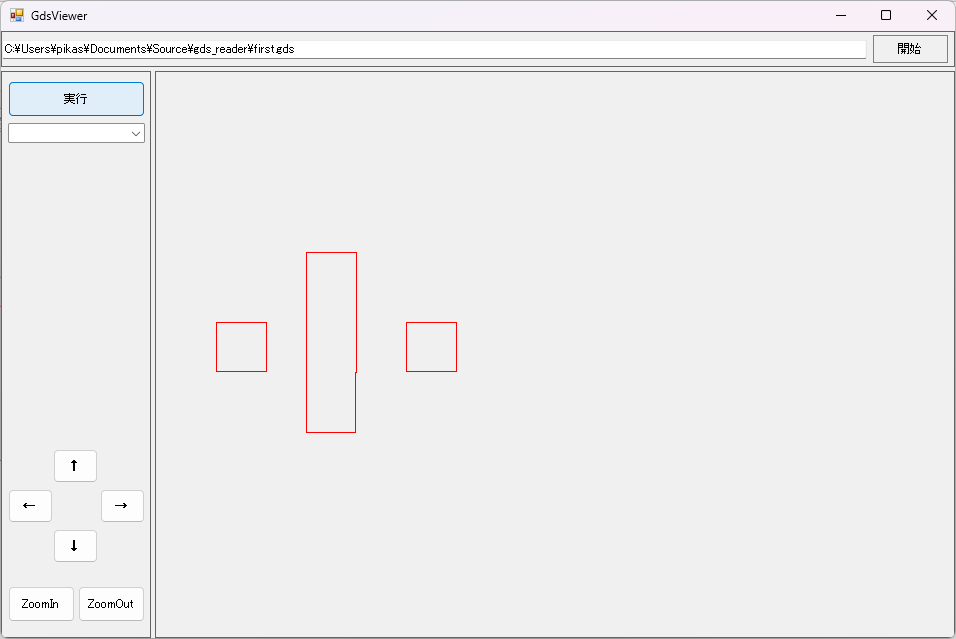 GdsViewer
C:¥Users¥pikas¥Documents¥Source¥gds_reader¥first.gds
開始
実行
↑
← →
↓
ZoomIn ZoomOut